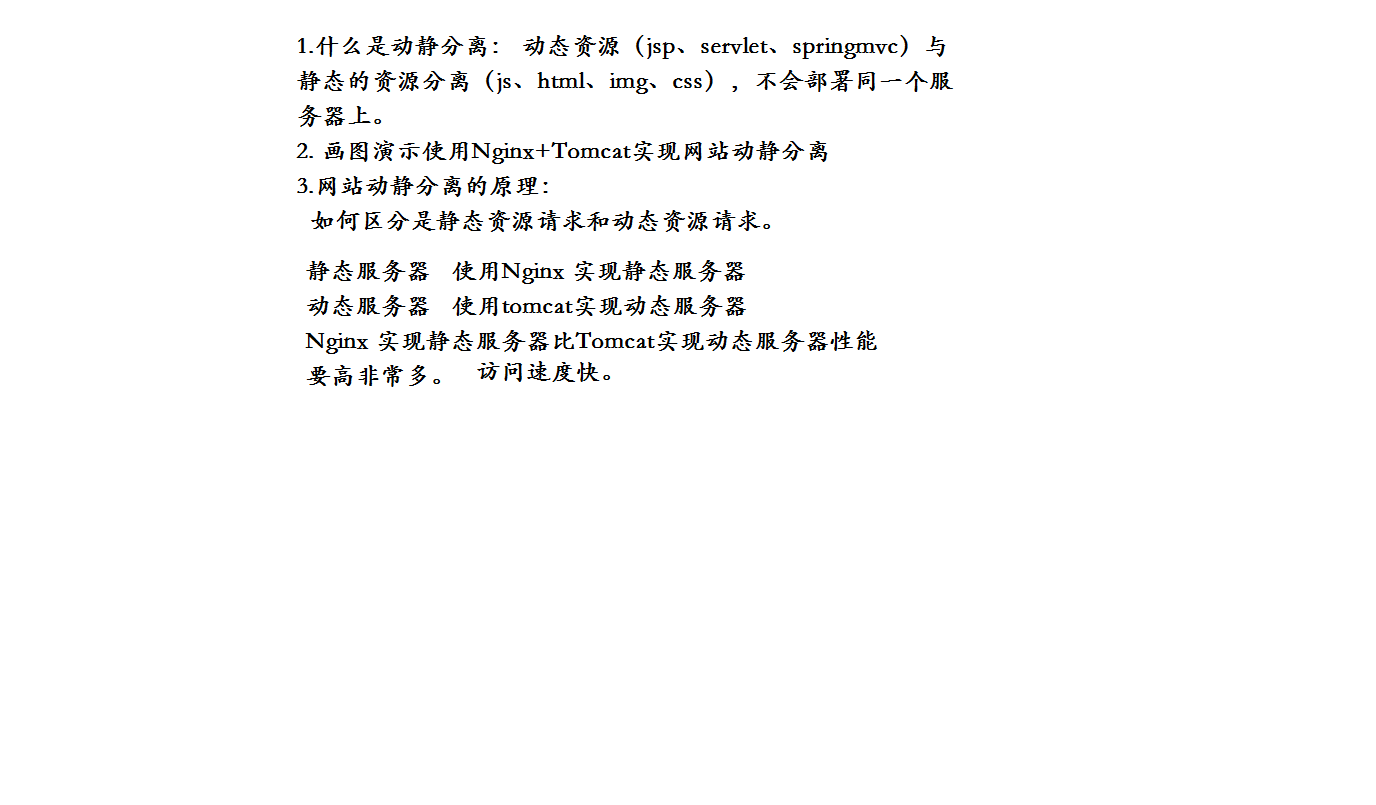 1.什么是动静分离： 动态资源（jsp、servlet、springmvc）与
静态的资源分离（js、html、img、css），不会部署同一个服
务器上。
2. 画图演示使用Nginx+Tomcat实现网站动静分离
3.网站动静分离的原理：
如何区分是静态资源请求和动态资源请求。
静态服务器 使用Nginx 实现静态服务器
动态服务器 使用tomcat实现动态服务器
Nginx 实现静态服务器比Tomcat实现动态服务器性能
要高非常多。 访问速度快。